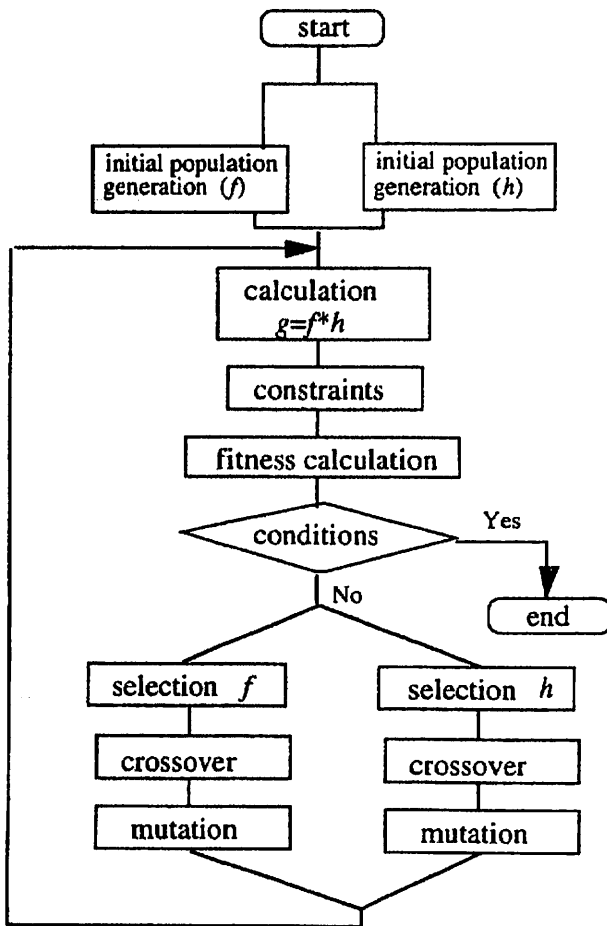 start
initial population
generation (f)
initial population
generation (h)
calculation
g=f*h
constraints
fitness calculation
conditions
Yes
No
end
selection f
selection h
crossover
crossover
mutation
mutation